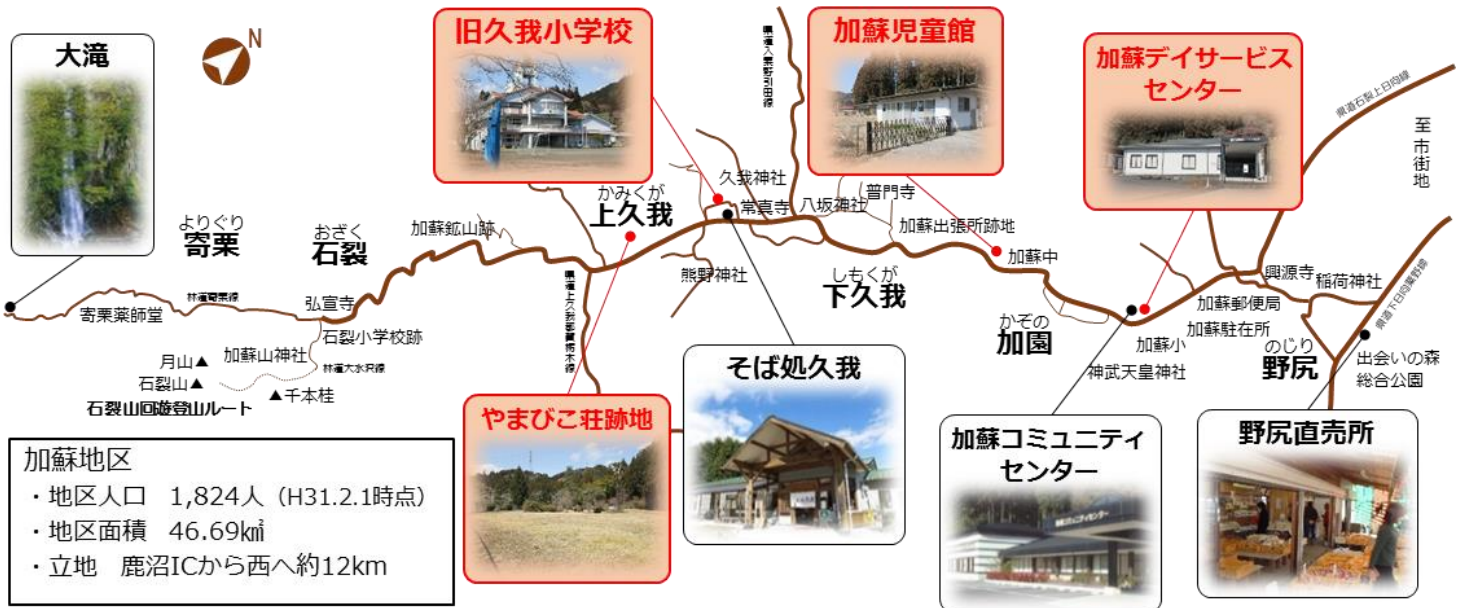 大滝
N
旧久我小学校
加蘇児童館
加蘇デイサービス
センター
県道入粟野引田線
県道石裂上日向線
至市街地
よりぐり
寄栗
おざく
石裂
加蘇鉱山跡
かみくが
上久我
久我神社
常真寺
八坂神社
普門寺
加蘇出張所跡地
加蘇中
熊野神社
しもくが
下久我
林道寄栗線
弘宣寺
寄栗薬師堂
石裂小学校跡
加蘇山神社
林道大水沢線
月山▲
石裂山▲
▲千本桂
石裂山回遊登山ルート
県道上久我都賀栃木線
かぞの
加園
加蘇小
神武天皇神社
加蘇郵便局
加蘇駐在所
興源寺
稲荷神社
のじり
野尻
県道下日向粟野線
出会いの森
総合公園
やまびこ荘跡地
そば処久我
加蘇コミュニティ
センター
野尻直売所
加蘇地区
・地区人口 1,824人（H31.2.1時点）
・地区面積 46.69㎢
・立地 鹿沼ICから西へ約12km